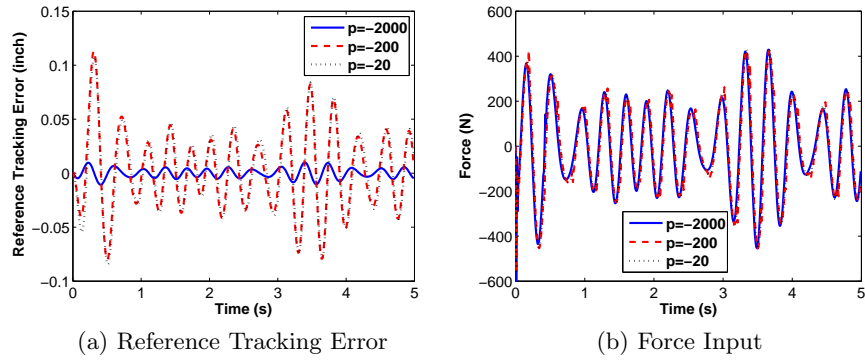 0.15
0.1
0.05
0
−0.05
−0.1
Reference Tracking Error (inch)
p=−2000
p=−200
p=−20
0 1 2 3 4 5
Time (s)
(a) Reference Tracking Error
600
400
200
0
−200
−400
−600
Force (N)
p=−2000
p=−200
p=−20
0 1 2 3 4 5
Time (s)
(b) Force Input